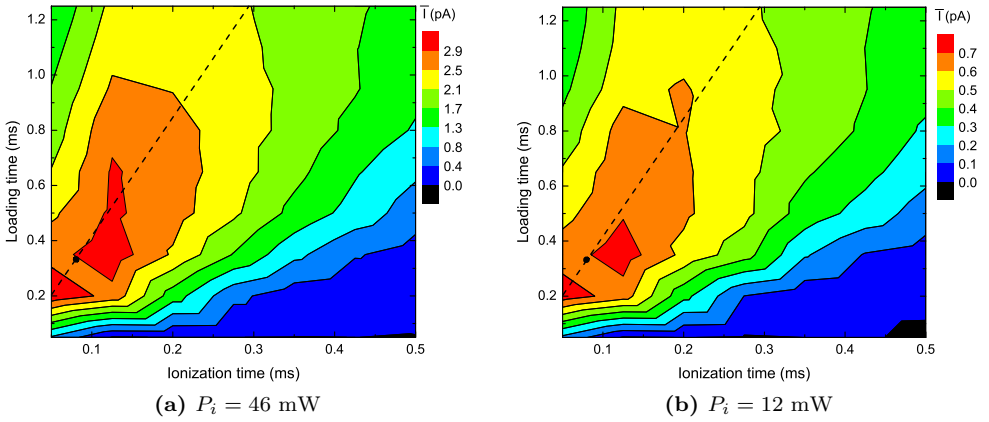 I (pA)
2.9
2.5
2.1
1.7
1.3
0.8
0.4
0.0
1.2
1.0
0.8
0.6
0.4
0.2
Loading time (ms)
0.1 0.2 0.3 0.4 0.5
Ionization time (ms)
(a) P_i = 46 mW
I (pA)
0.7
0.6
0.5
0.4
0.3
0.2
0.1
0.0
1.2
1.0
0.8
0.6
0.4
0.2
Loading time (ms)
0.1 0.2 0.3 0.4 0.5
Ionization time (ms)
(b) P_i = 12 mW